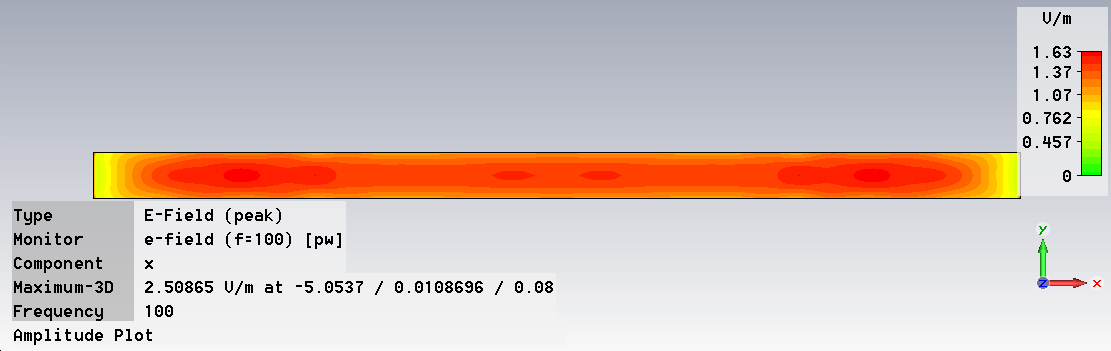 V/m
1.63
1.37
1.07
0.762
0.457
0
Type E-Field (peak)
Monitor e-field (f=100) [pw]
Component x
Maximum-3D 2.50865 V/m at -5.0537 / 0.0108696 / 0.08
Frequency 100
Amplitude Plot
y
z x